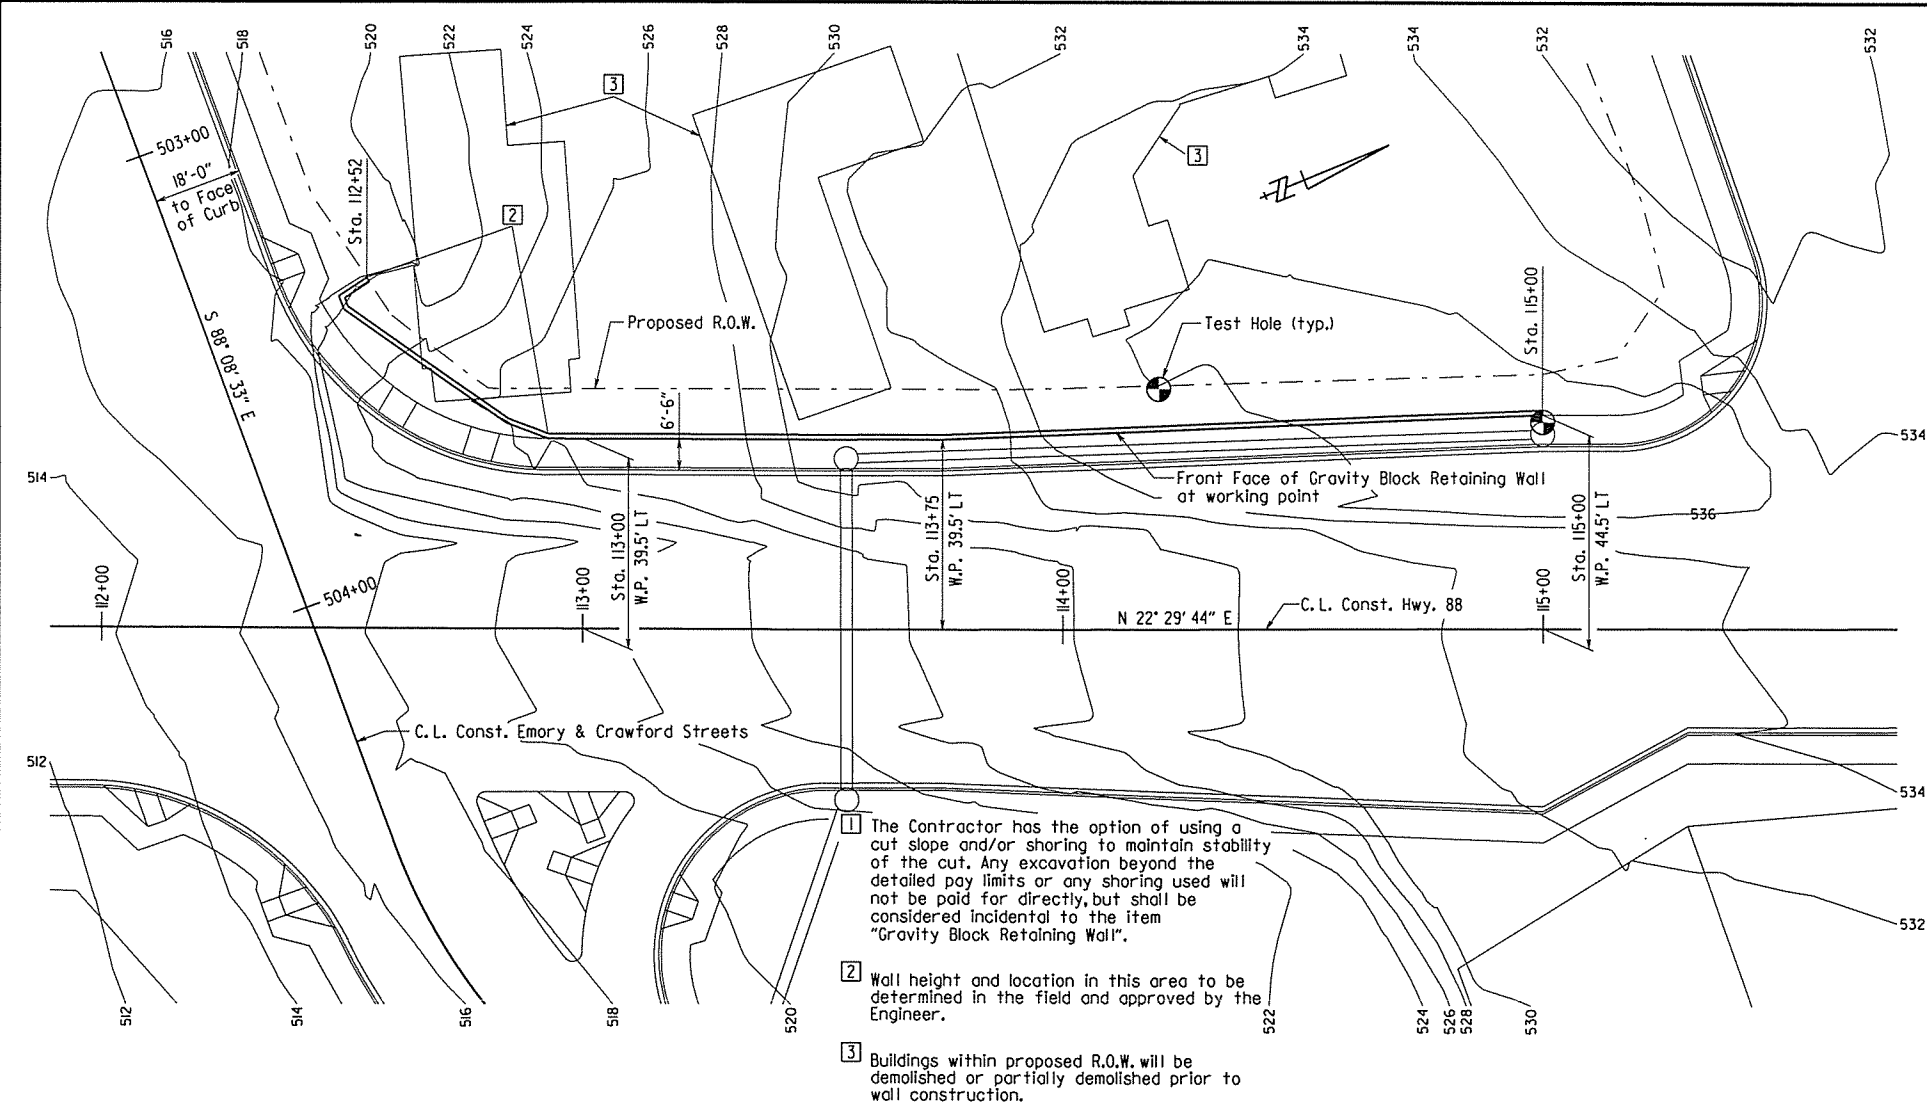 516
518
520
522
524
526
528
530
532
534
534
532
532
503+00
18'-0"
to Face
of Curb
Sta. 112+52
3
2
3
N
S 88° 08' 33" E
Proposed R.O.W.
Test Hole (typ.)
Sta. 115+00
6'-6"
534
514
Front Face of Gravity Block Retaining Wall
at working point
536
Sta. 113+00
W.P. 39.5' LT
Sta. 113+75
W.P. 39.5' LT
Sta. 115+00
W.P. 44.5' LT
112+00
504+00
113+00
114+00
115+00
N 22° 29' 44" E
C.L. Const. Hwy. 88
C.L. Const. Emory & Crawford Streets
512
534
1 The Contractor has the option of using a
cut slope and/or shoring to maintain stability
of the cut. Any excavation beyond the
detailed pay limits or any shoring used will
not be paid for directly, but shall be
considered incidental to the item
"Gravity Block Retaining Wall".
532
2 Wall height and location in this area to be
determined in the field and approved by the
Engineer.
512
514
516
518
520
522
524
526
528
530
3 Buildings within proposed R.O.W. will be
demolished or partially demolished prior to
wall construction.